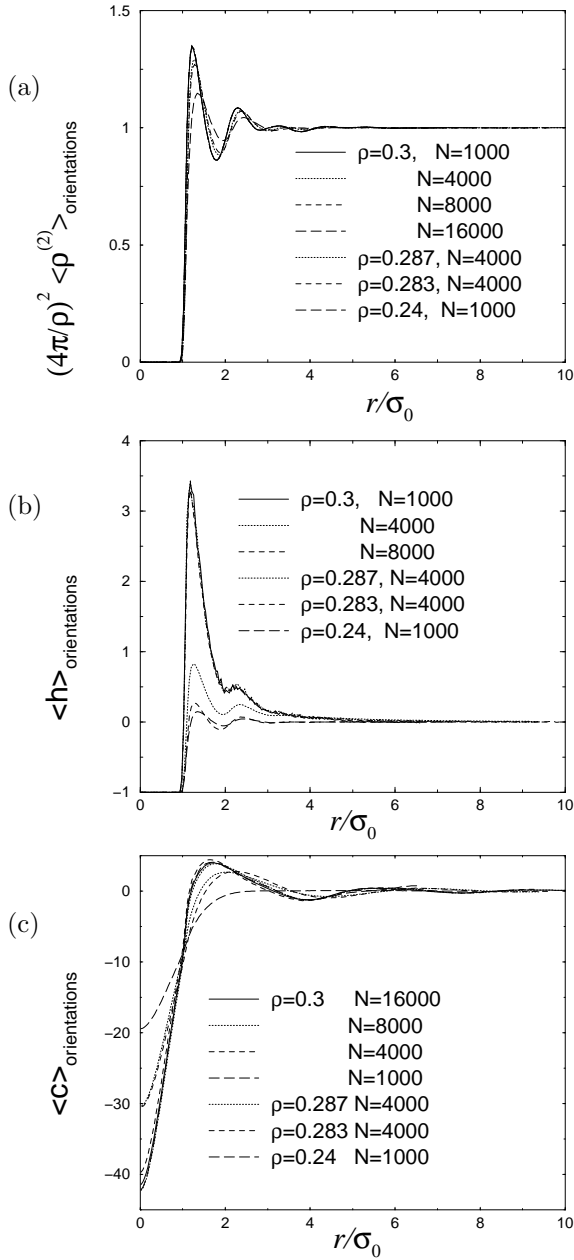 (a)
(4π/ρ)² <ρ⁽²⁾>orientations
1.5
1
0.5
0
ρ=0.3, N=1000
N=4000
N=8000
N=16000
ρ=0.287, N=4000
ρ=0.283, N=4000
ρ=0.24, N=1000
0 2 4 6 8 10
r/σ₀
(b)
<h>orientations
4
3
2
1
0
−1
ρ=0.3, N=1000
N=4000
N=8000
ρ=0.287, N=4000
ρ=0.283, N=4000
ρ=0.24, N=1000
0 2 4 6 8 10
r/σ₀
(c)
<c>orientations
0
−10
−20
−30
−40
ρ=0.3 N=16000
N=8000
N=4000
N=1000
ρ=0.287 N=4000
ρ=0.283 N=4000
ρ=0.24 N=1000
0 2 4 6 8 10
r/σ₀